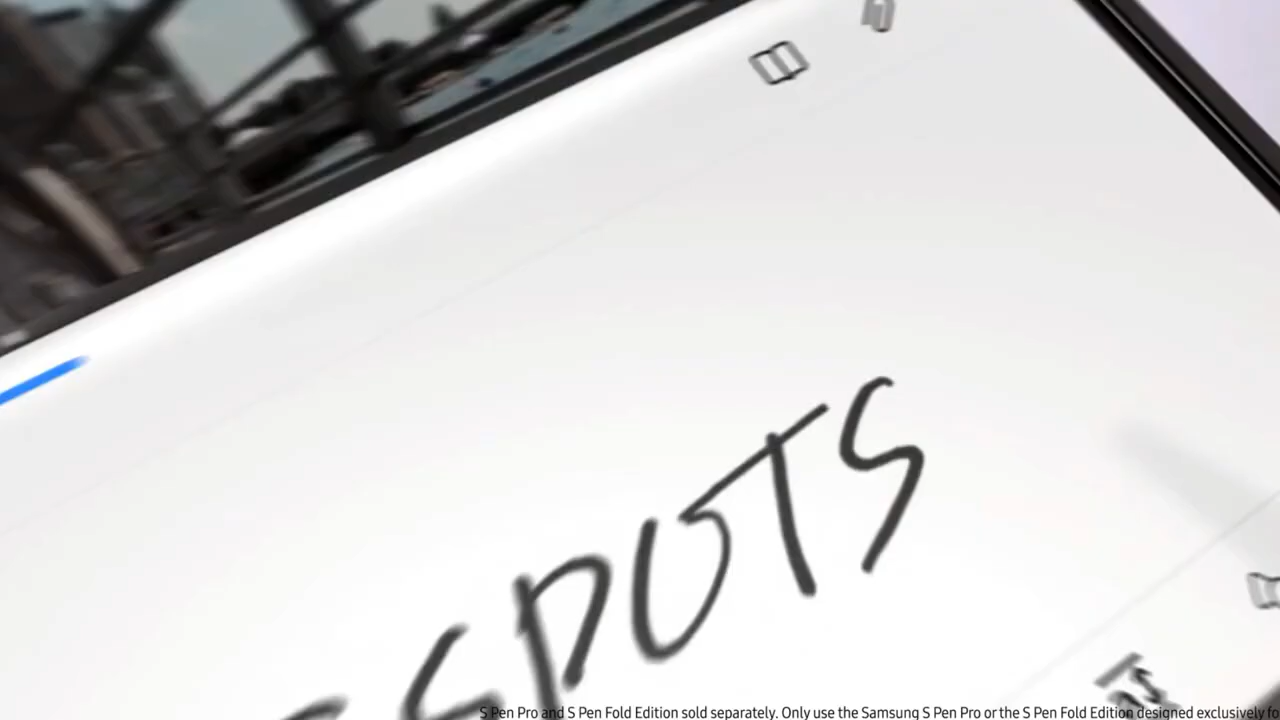 SPOTS
S Pen Pro and S Pen Fold Edition sold separately. Only use the Samsung S Pen Pro or the S Pen Fold Edition designed exclusively fo